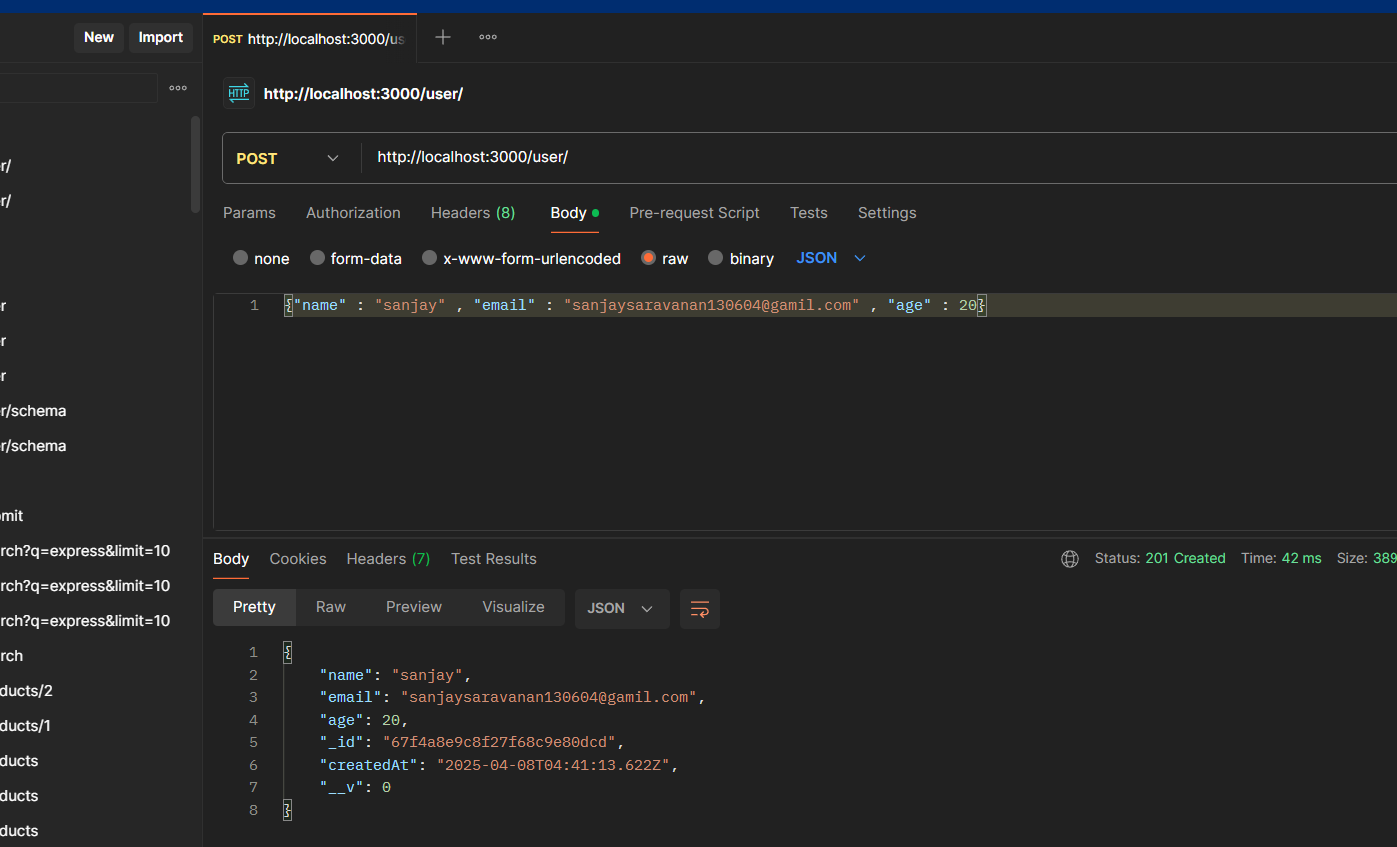 New Import
POST http://localhost:3000/us
HTTP http://localhost:3000/user/
POST http://localhost:3000/user/
Params Authorization Headers (8) Body Pre-request Script Tests Settings
none form-data x-www-form-urlencoded raw binary JSON
1 {"name" : "sanjay" , "email" : "sanjaysaravanan130604@gamil.com" , "age" : 20}
r/
r/
r
r
r
r/schema
r/schema
mit
rch?q=express&limit=10
rch?q=express&limit=10
rch?q=express&limit=10
rch
ducts/2
ducts/1
ducts
ducts
ducts
Body Cookies Headers (7) Test Results
Status: 201 Created Time: 42 ms Size: 389
Pretty Raw Preview Visualize JSON
1 {
2 "name": "sanjay",
3 "email": "sanjaysaravanan130604@gamil.com",
4 "age": 20,
5 "_id": "67f4a8e9c8f27f68c9e80dcd",
6 "createdAt": "2025-04-08T04:41:13.622Z",
7 "__v": 0
8 }